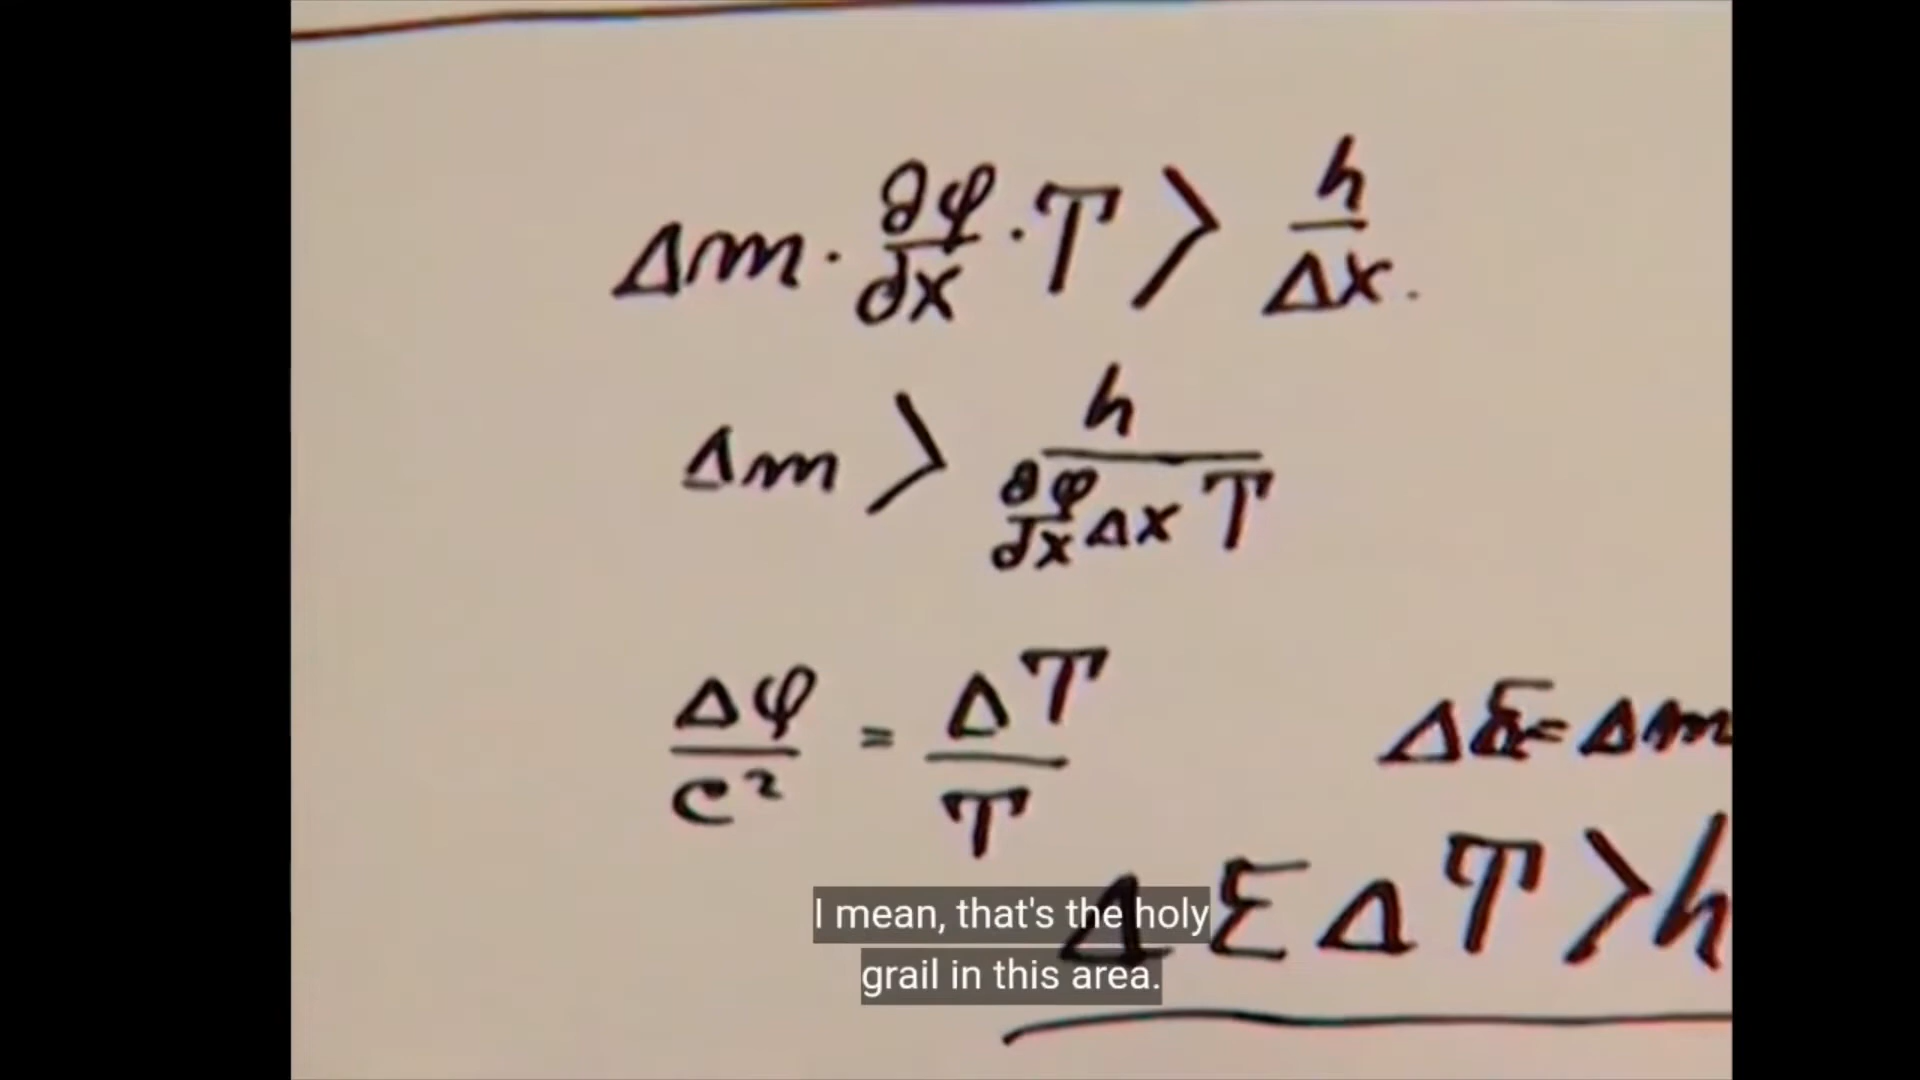 Δm · ∂φ/∂x · T > h/Δx.
Δm > h / (∂φ/∂x Δx T)
Δφ/c² = ΔT/T
ΔE = Δm
ΔE ΔT > h
I mean, that's the holy
grail in this area.